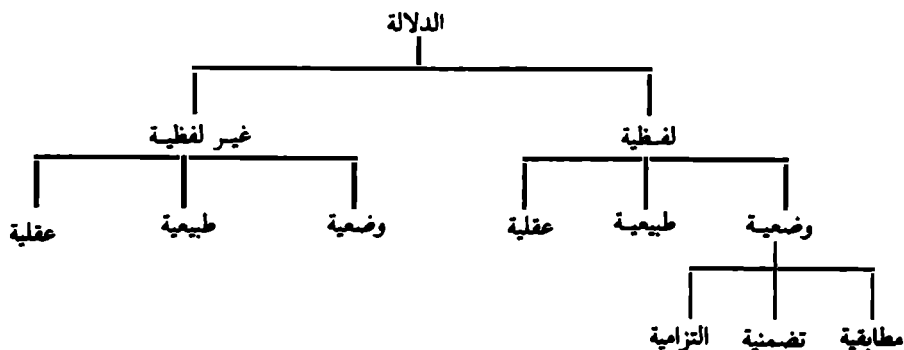 الدلالة
لفظية غير لفظية
وضعية طبيعية عقلية وضعية طبيعية عقلية
مطابقية تضمنية التزامية